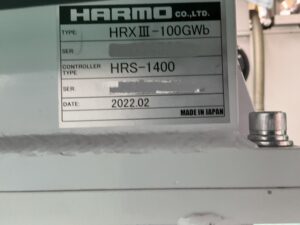 HARMO CO.,LTD.
TYPE HRXⅢ-100GWb
SER
CONTROLLER TYPE HRS-1400
SER
DATE: 2022.02
MADE IN JAPAN